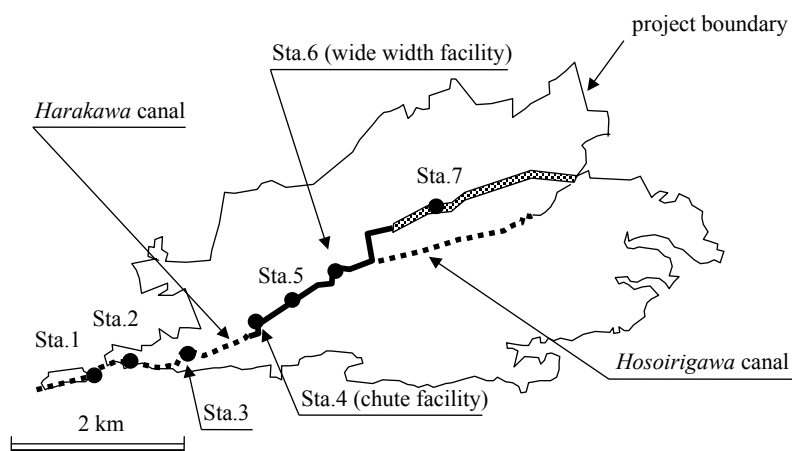 project boundary
Sta.6 (wide width facility)
Harakawa canal
Sta.7
Sta.5
Sta.2
Sta.1
Hosoirigawa canal
Sta.4 (chute facility)
Sta.3
2 km